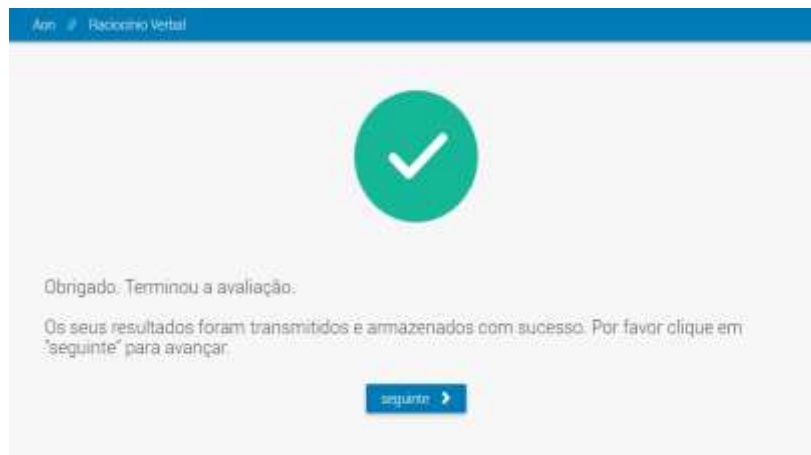 Aon // Raciocínio Verbal
Obrigado. Terminou a avaliação.
Os seus resultados foram transmitidos e armazenados com sucesso. Por favor clique em
"seguinte" para avançar.
seguinte